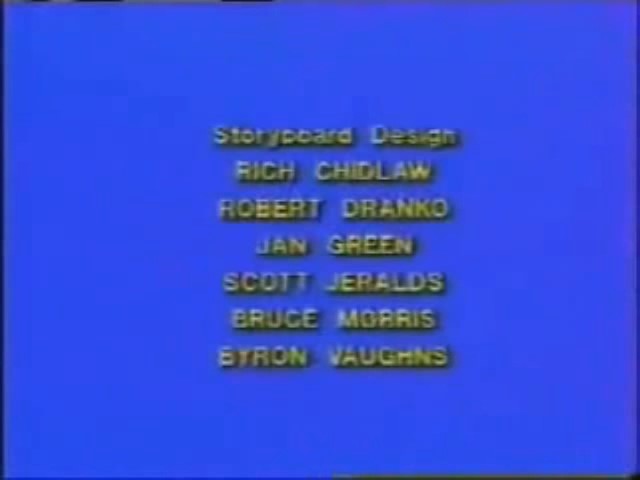 Storyboard Design
RICH CHIDLAW
ROBERT DRANKO
JAN GREEN
SCOTT JERALDS
BRUCE MORRIS
BYRON VAUGHNS